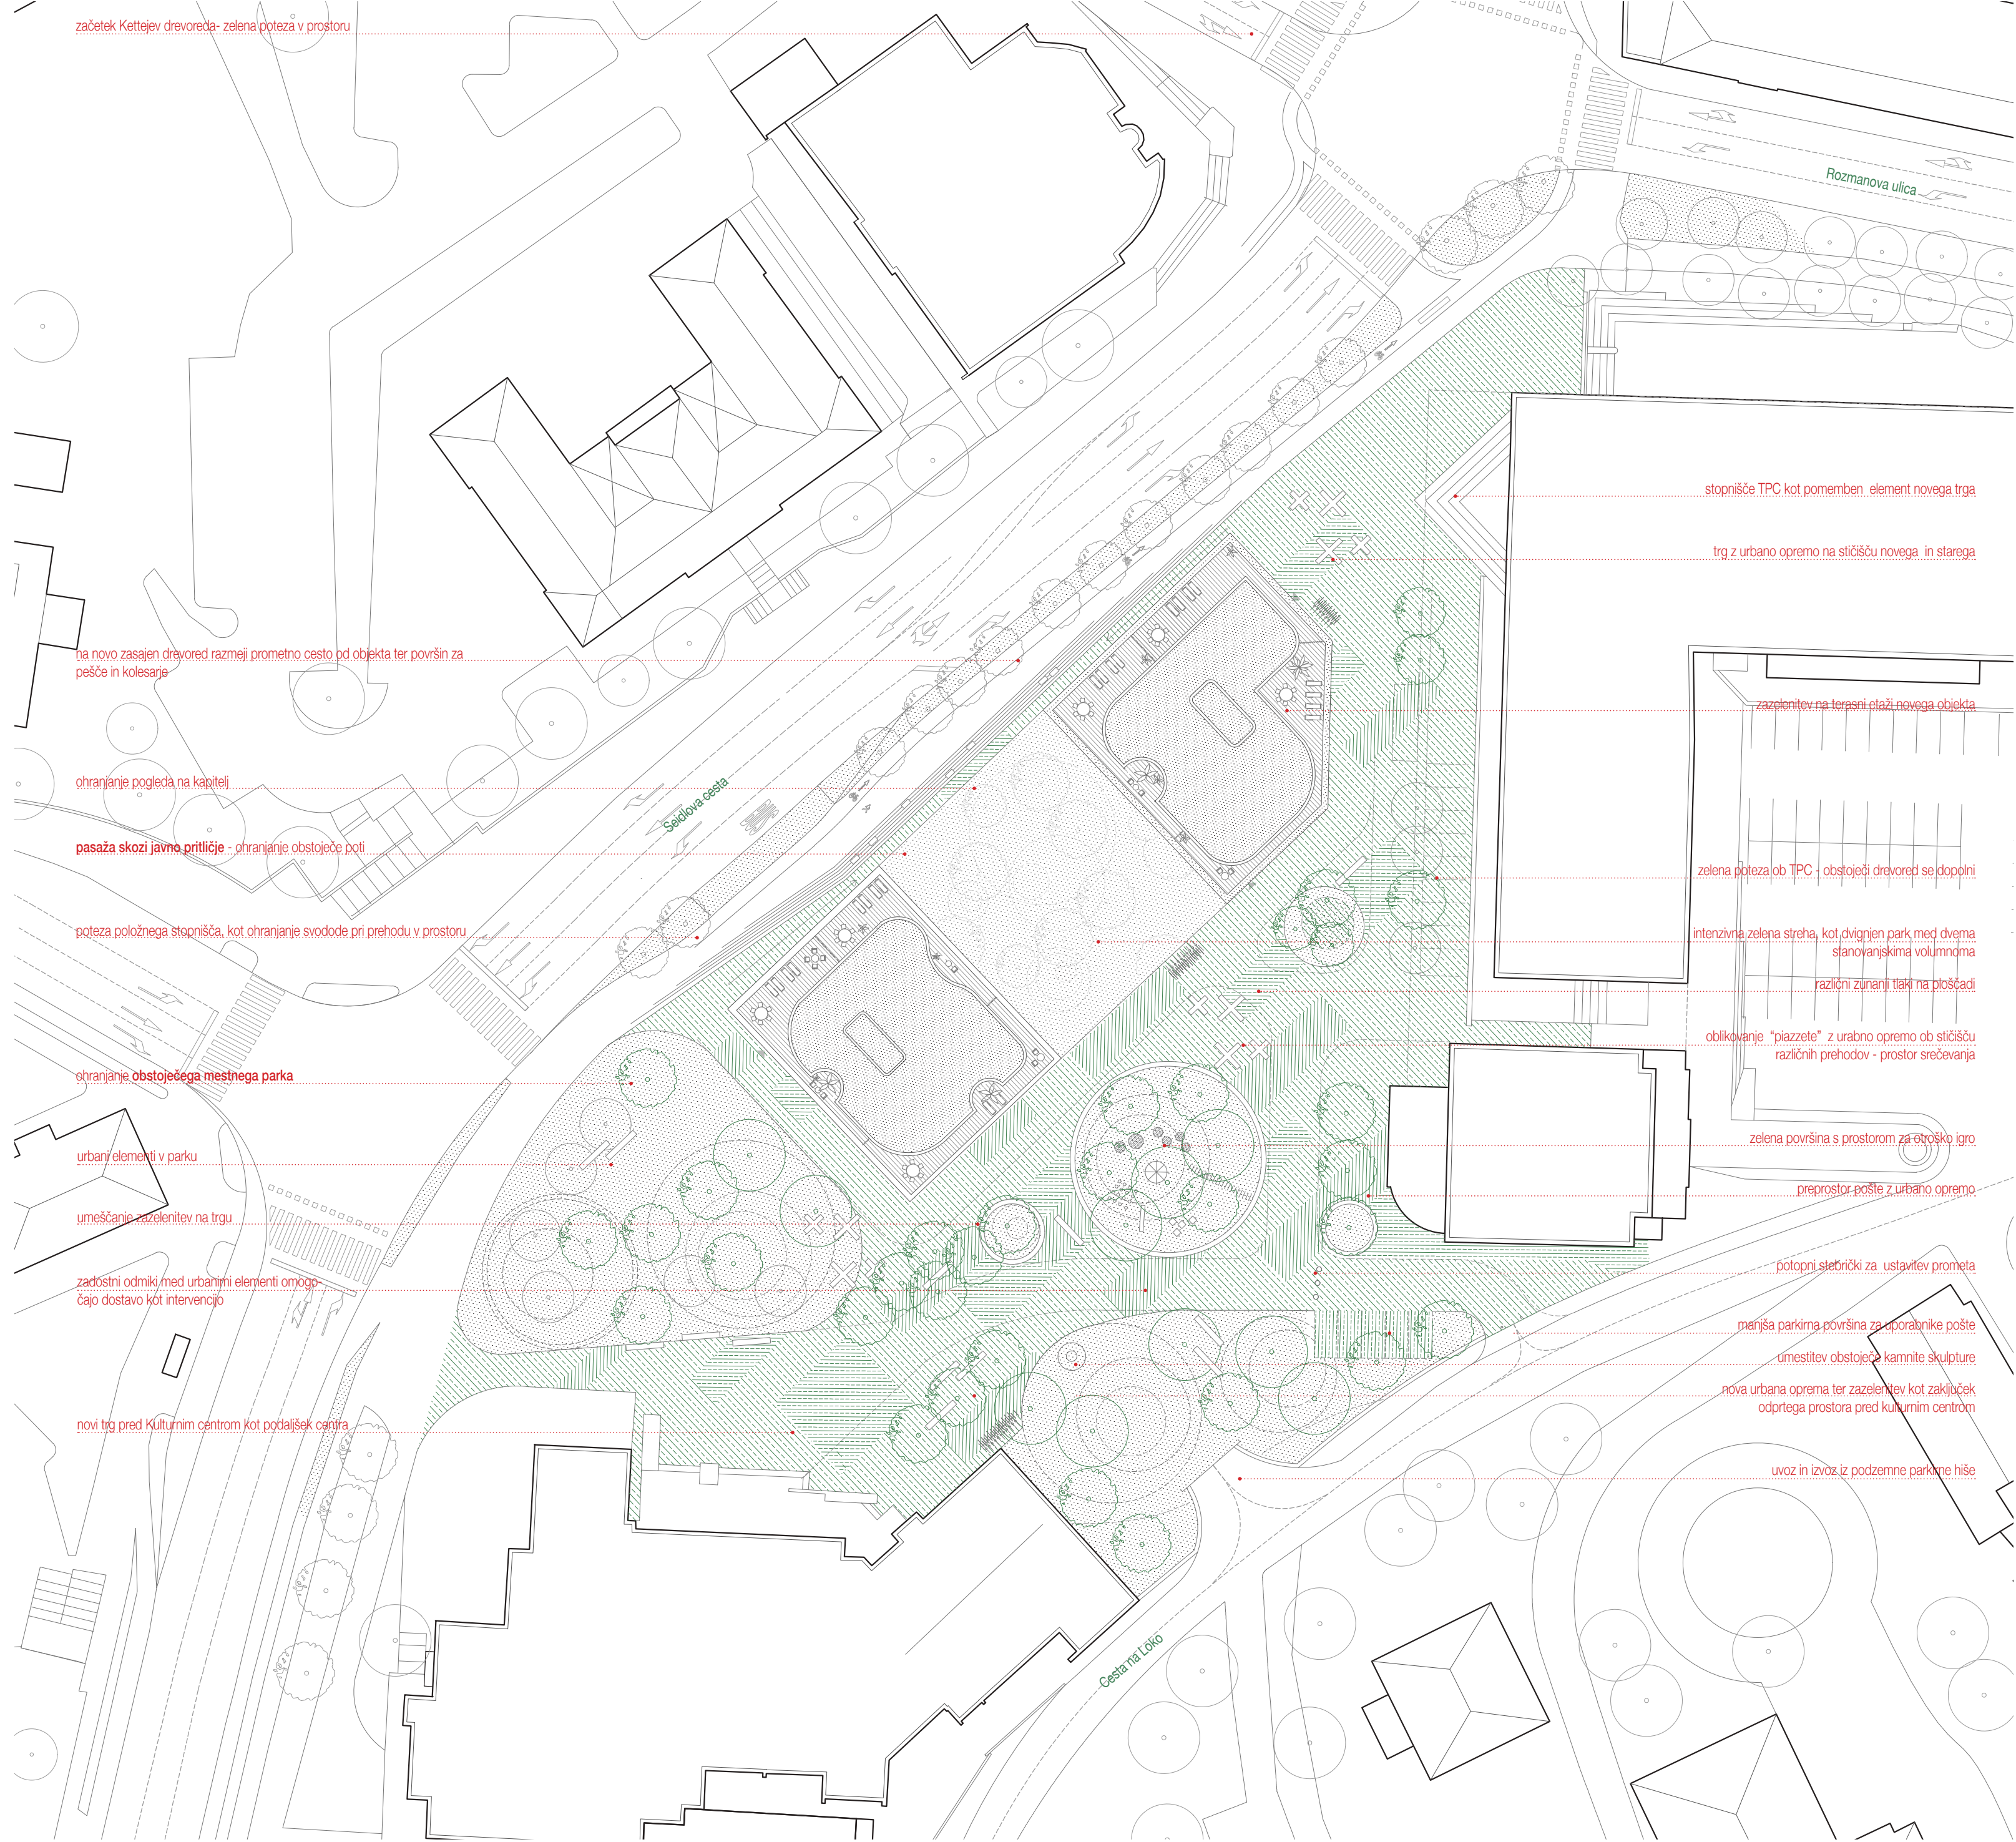 začetek Kettejev drevoreda- zelena poteza v prostoru
Rozmanova ulica
stopnišče TPC kot pomemben element novega trga
trg z urbano opremo na stičišču novega in starega
na novo zasajen drevored razmeji prometno cesto od objekta ter površin za
pešče in kolesarje
zazelenitev na terasni etaži novega objekta
ohranjanje pogleda na kapitelj
Seidlova cesta
pasaža skozi javno pritličje - ohranjanje obstoječe poti
zelena poteza ob TPC - obstoječi drevored se dopolni
poteza položnega stopnišča, kot ohranjanje svodode pri prehodu v prostoru
intenzivna zelena streha, kot dvignjen park med dvema
stanovanjskima volumnoma
različni zunanji tlaki na ploščadi
oblikovanje "piazzete" z urabno opremo ob stičišču
različnih prehodov - prostor srečevanja
ohranjanje obstoječega mestnega parka
zelena površina s prostorom za otroško igro
urbani elementi v parku
preprostor pošte z urbano opremo
umeščanje zazelenitev na trgu
potopni stebrički za ustavitev prometa
zadostni odmiki med urbanimi elementi omogo-
čajo dostavo kot intervencijo
manjša parkirna površina za uporabnike pošte
umestitev obstoječe kamnite skulpture
nova urbana oprema ter zazelenitev kot zaključek
odprtega prostora pred kulturnim centrom
novi trg pred Kulturnim centrom kot podaljšek centra
uvoz in izvoz iz podzemne parkirne hiše
Cesta na Loko